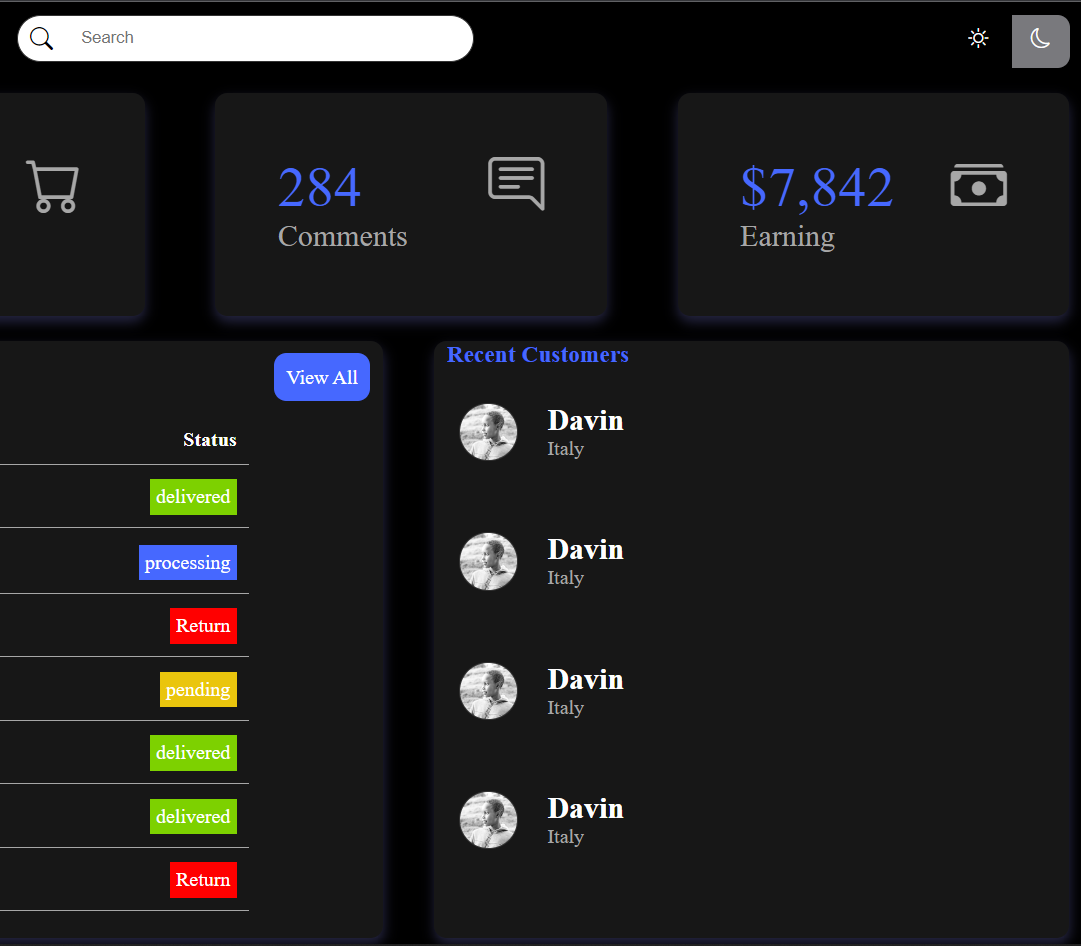 Search
284
Comments
$7,842
Earning
View All
Status
delivered
processing
Return
pending
delivered
delivered
Return
Recent Customers
Davin
Italy
Davin
Italy
Davin
Italy
Davin
Italy